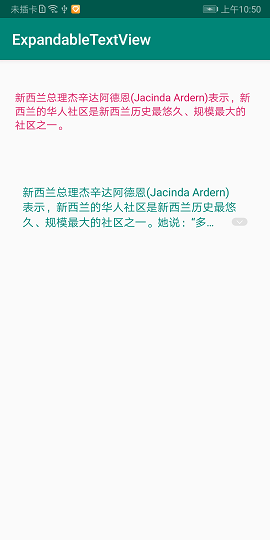 未插卡 上午10:50
ExpandableTextView
新西兰总理杰辛达阿德恩(Jacinda Ardern)表示，新
西兰的华人社区是新西兰历史最悠久、规模最大的
社区之一。
新西兰总理杰辛达阿德恩(Jacinda Ardern)
表示，新西兰的华人社区是新西兰历史最悠
久、规模最大的社区之一。她说：“多...